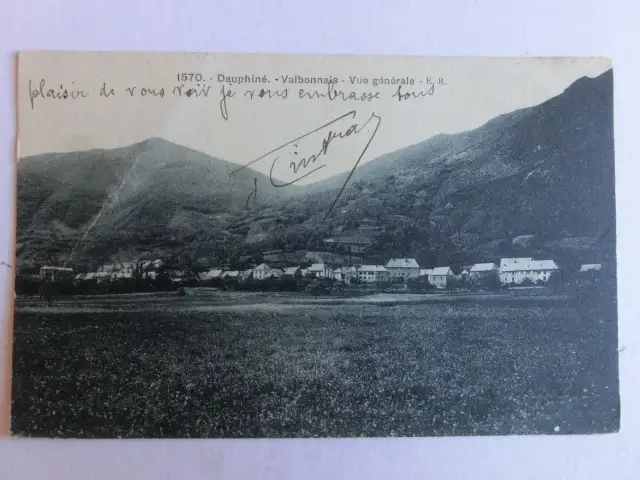 1570. - Dauphiné. - Valbonnais - Vue générale - E. R.
plaisir de vous voir je vous embrasse tous